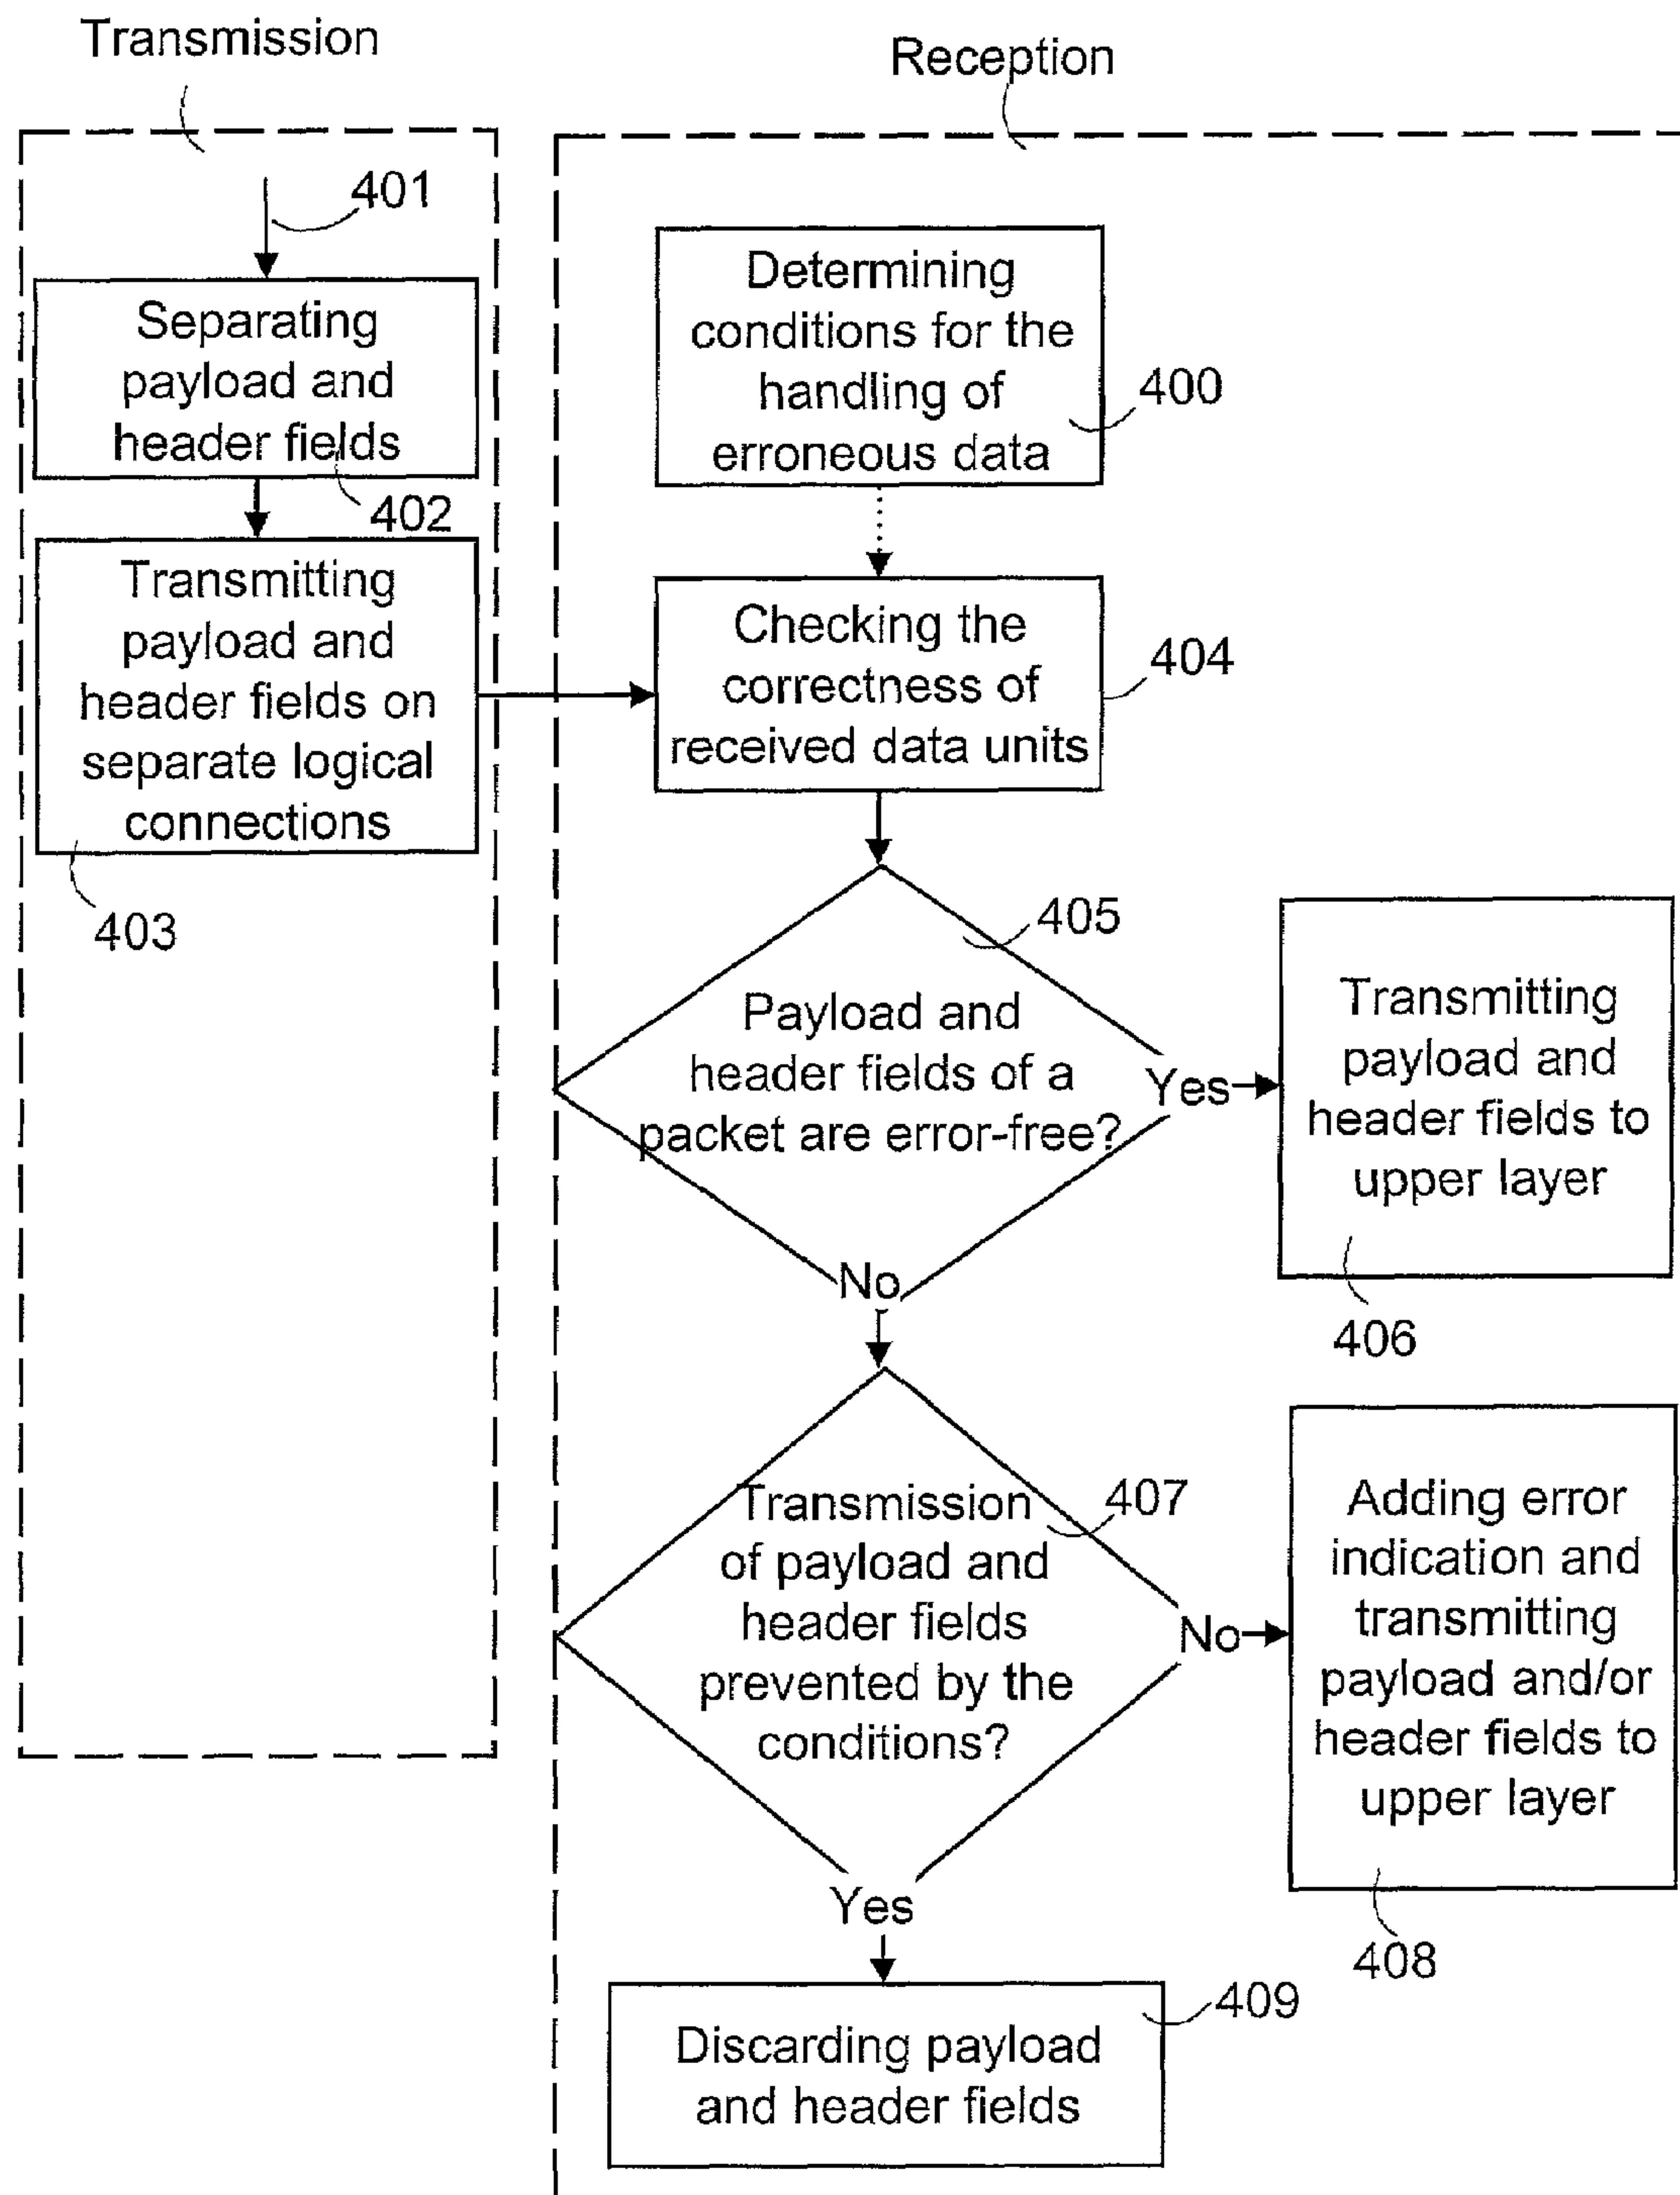 Transmission
401
Separating
payload and
header fields
402
Transmitting
payload and
header fields on
separate logical
connections
403
Reception
Determining
conditions for the
handling of
erroneous data
400
Checking the
correctness of
received data units
404
405
Payload and
header fields of a
packet are error-free?
Yes
No
Transmitting
payload and
header fields to
upper layer
406
Transmission
of payload and
header fields
prevented by the
conditions?
407
No
Yes
Adding error
indication and
transmitting
payload and/or
header fields to
upper layer
408
Discarding payload
and header fields
409